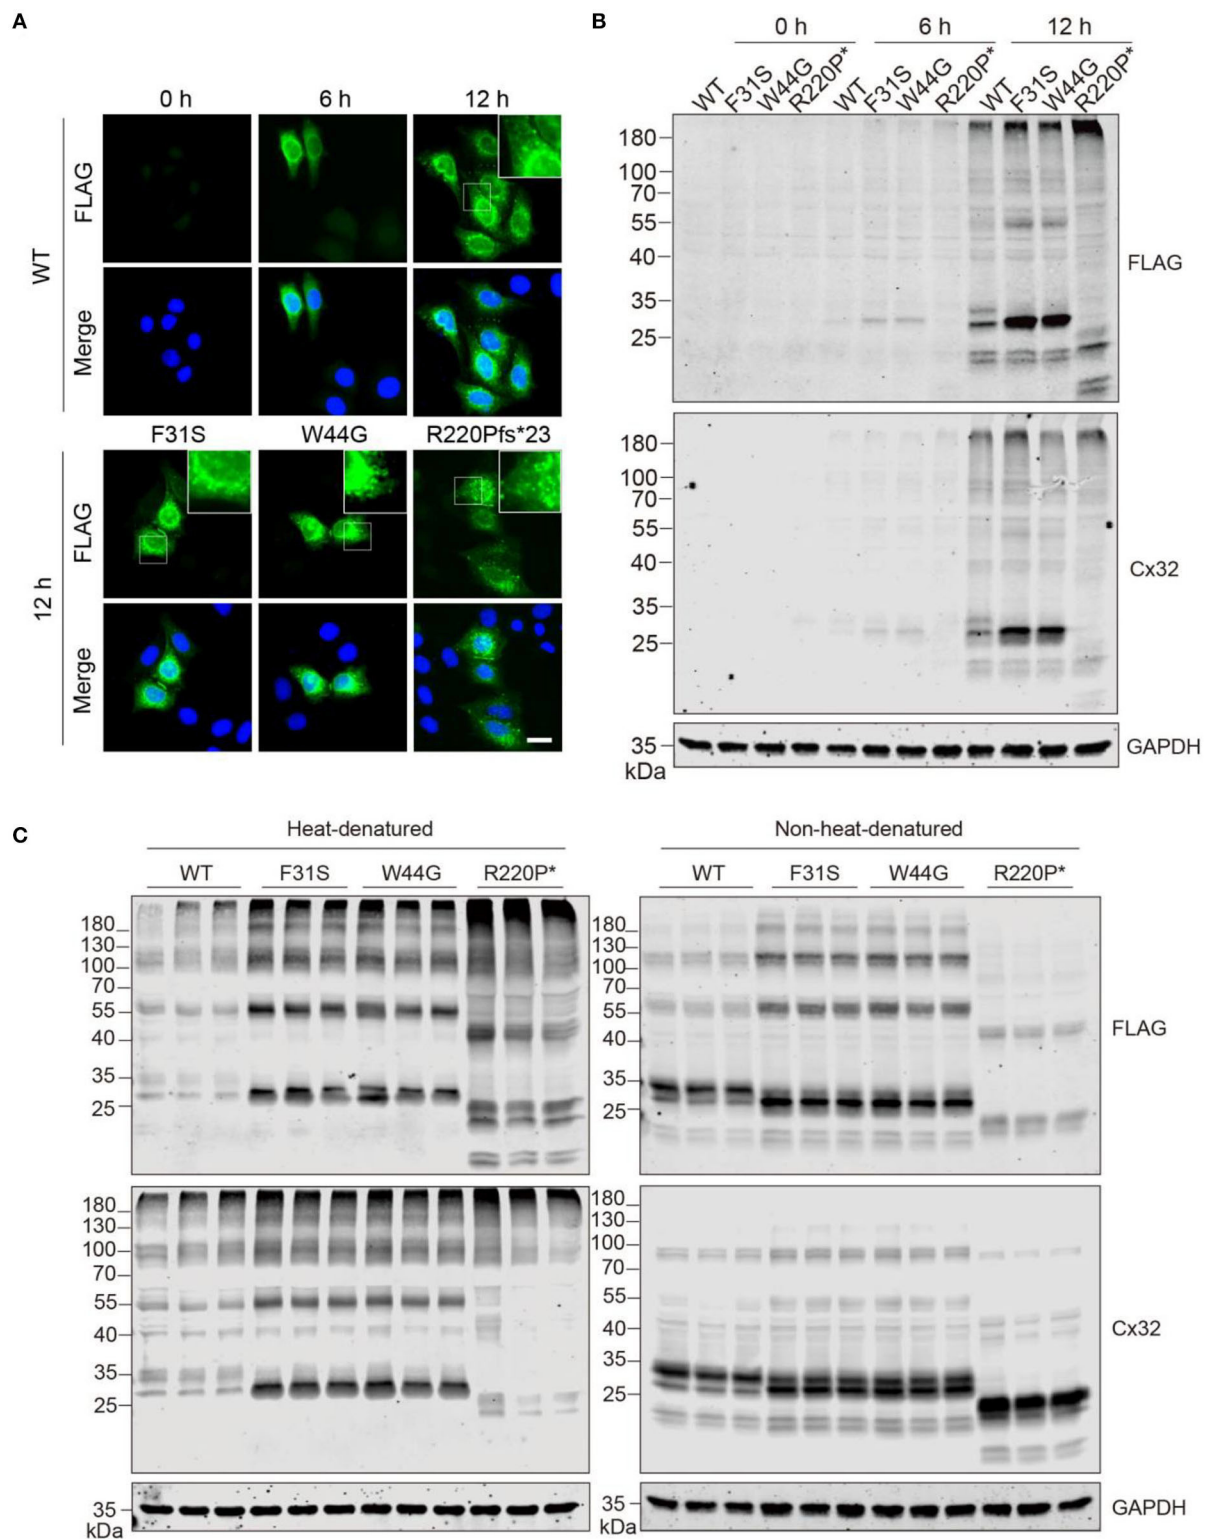 A
0 h 6 h 12 h
WT
FLAG
Merge
F31S W44G R220Pfs*23
12 h
FLAG
Merge
B
0 h 6 h 12 h
WT F31S W44G R220P* WT F31S W44G R220P* WT F31S W44G R220P*
180
100
70
55
40
35
25
FLAG
180
100
70
55
40
35
25
Cx32
35
kDa
GAPDH
C
Heat-denatured
WT F31S W44G R220P*
180
130
100
70
55
40
35
25
180
130
100
70
55
40
35
25
35
kDa
Non-heat-denatured
WT F31S W44G R220P*
180
130
100
70
55
40
35
25
FLAG
180
130
100
70
55
40
35
25
Cx32
35
kDa
GAPDH